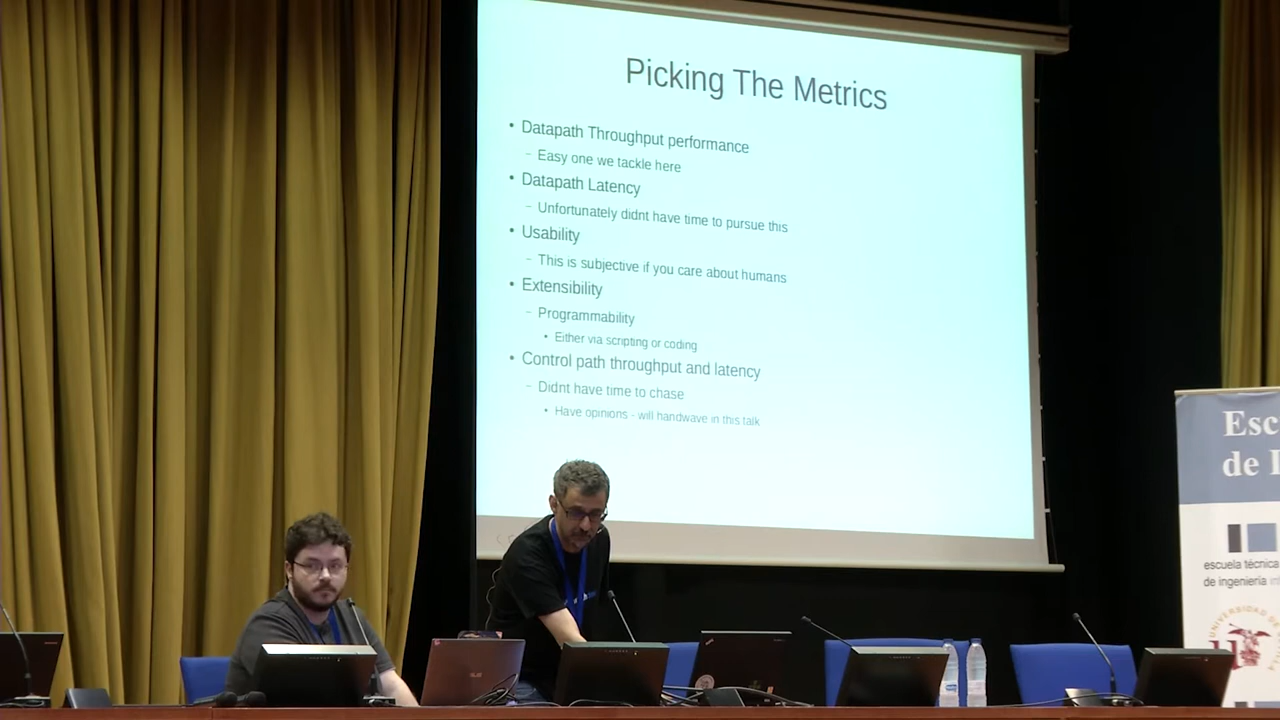 Picking The Metrics
• Datapath Throughput performance
– Easy one we tackle here
• Datapath Latency
– Unfortunately didnt have time to pursue this
• Usability
– This is subjective if you care about humans
• Extensibility
– Programmability
• Either via scripting or coding
• Control path throughput and latency
– Didnt have time to chase
• Have opinions - will handwave in this talk
Esc
de I
escuela técnica
de ingeniería